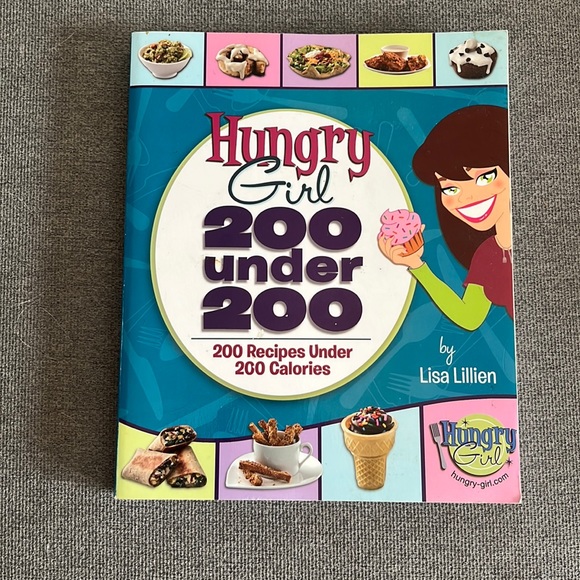 Hungry
Girl
200
under
200
200 Recipes Under
200 Calories
by
Lisa Lillien
Hungry
Girl
hungry-girl.com